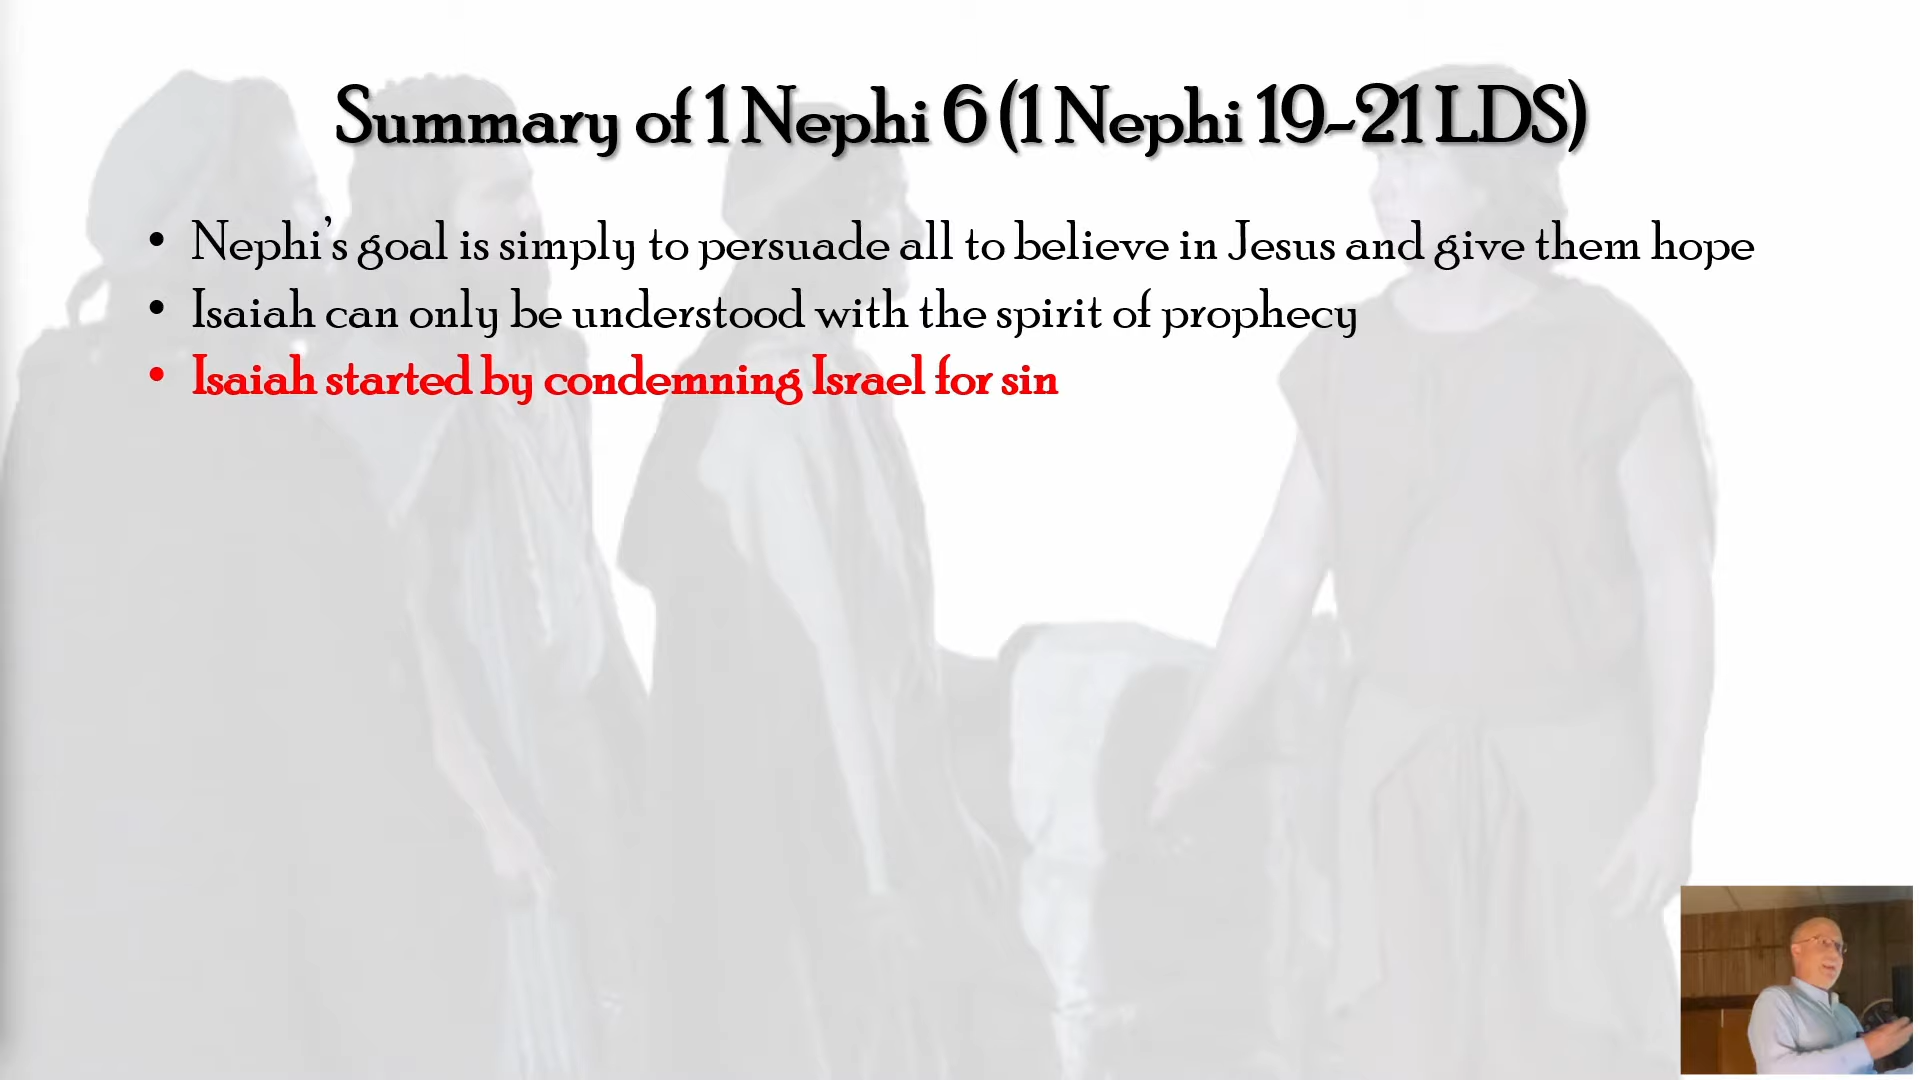 Summary of 1 Nephi 6 (1 Nephi 19-21 LDS)
• Nephi's goal is simply to persuade all to believe in Jesus and give them hope
• Isaiah can only be understood with the spirit of prophecy
• Isaiah started by condemning Israel for sin